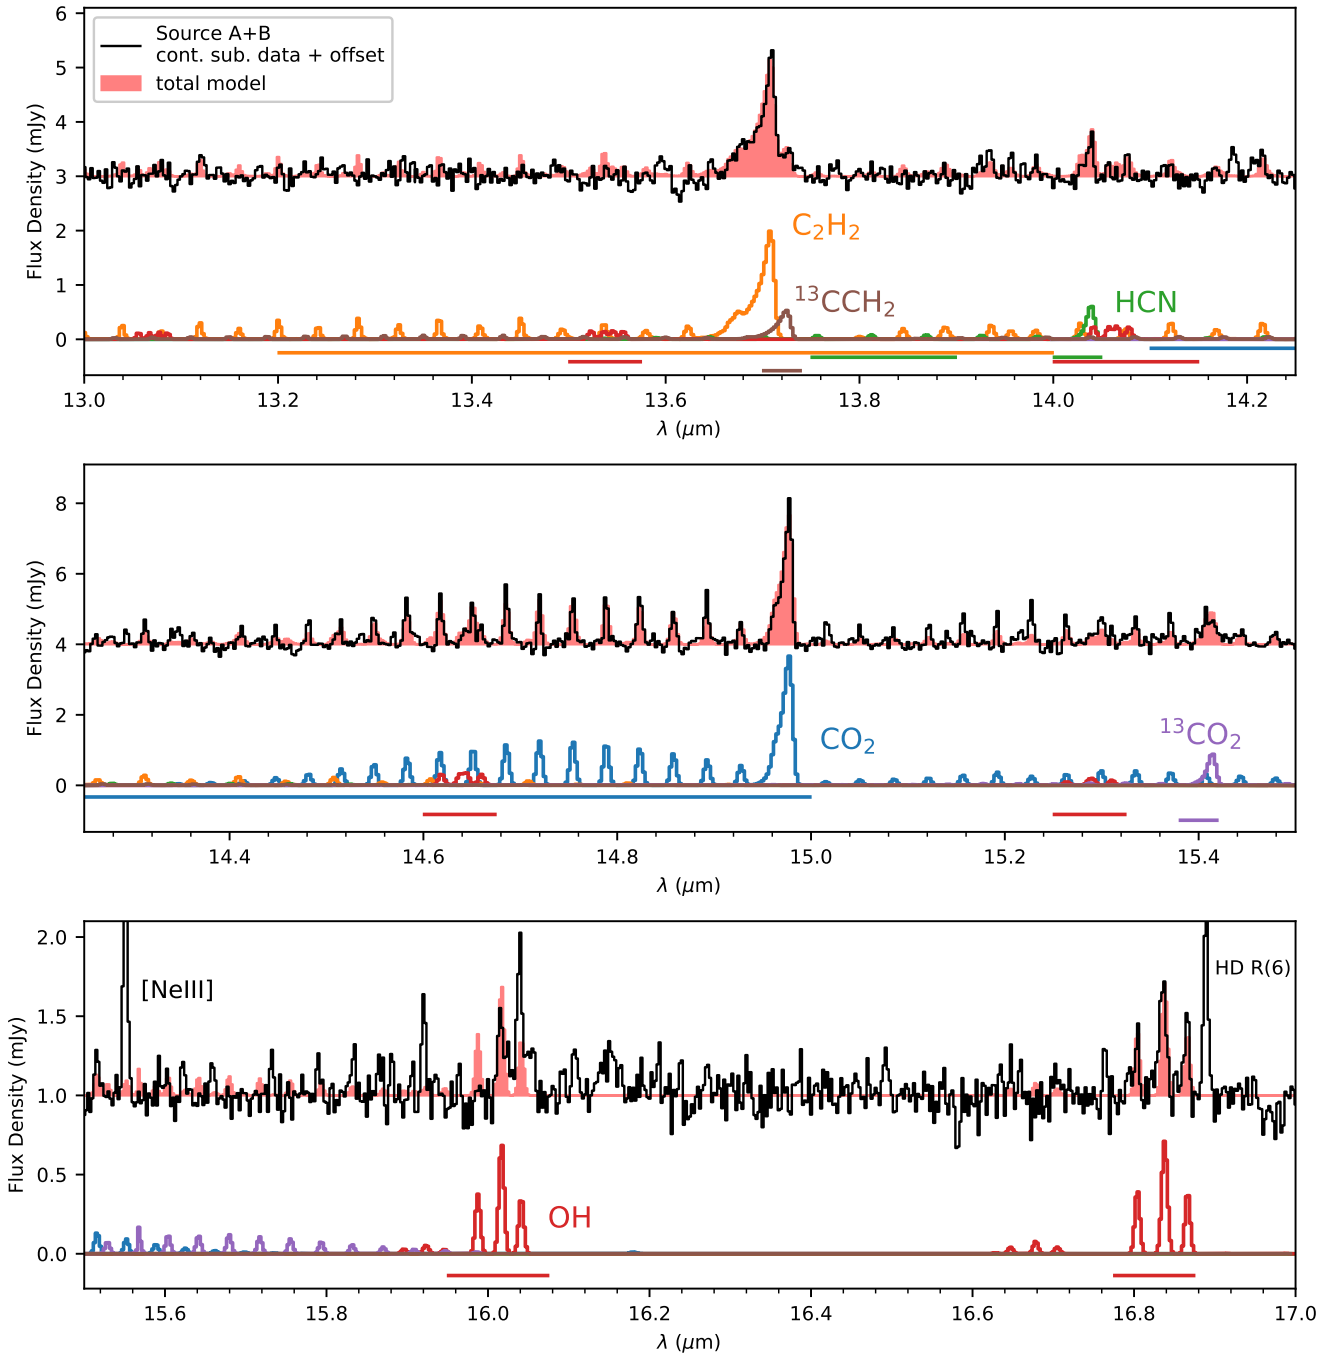 6
5
4
3
2
1
0
Flux Density (mJy)
Source A+B
cont. sub. data + offset
total model
C₂H₂
¹³CCH₂
HCN
13.0 13.2 13.4 13.6 13.8 14.0 14.2
λ (μm)
8
6
4
2
0
Flux Density (mJy)
CO₂
¹³CO₂
14.4 14.6 14.8 15.0 15.2 15.4
λ (μm)
2.0
1.5
1.0
0.5
0.0
Flux Density (mJy)
[NeIII]
HD R(6)
OH
15.6 15.8 16.0 16.2 16.4 16.6 16.8 17.0
λ (μm)